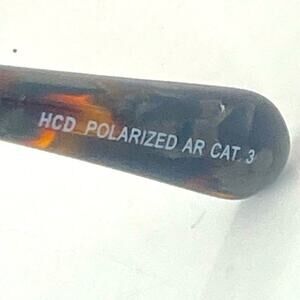 HCD POLARIZED AR CAT. 3